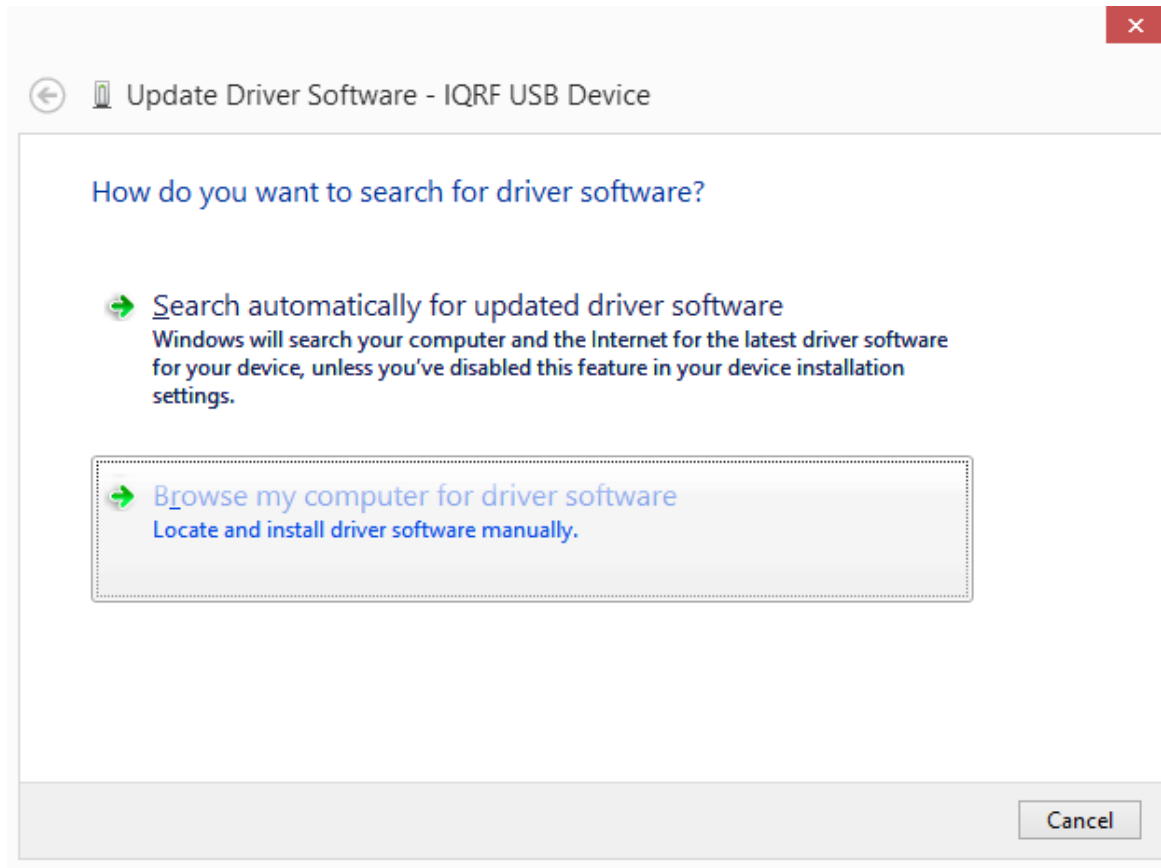 Update Driver Software - IQRF USB Device
How do you want to search for driver software?
Search automatically for updated driver software
Windows will search your computer and the Internet for the latest driver software
for your device, unless you've disabled this feature in your device installation
settings.
Browse my computer for driver software
Locate and install driver software manually.
Cancel